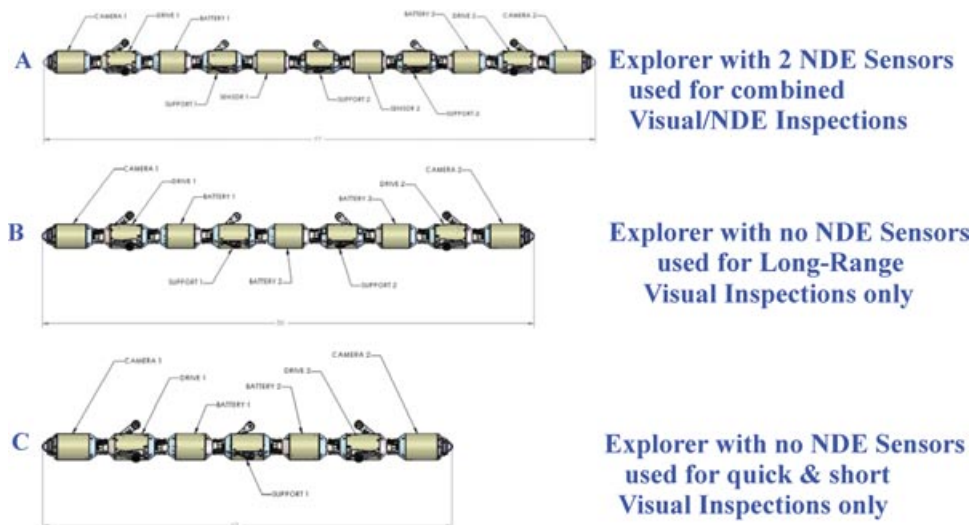 CAMERA 1
DRIVE 1
BATTERY 1
BATTERY 2
DRIVE 2
CAMERA 2
A
SUPPORT 1
SENSOR 1
SUPPORT 2
SENSOR 2
Explorer with 2 NDE Sensors
used for combined
Visual/NDE Inspections
CAMERA 1
DRIVE 1
BATTERY 1
BATTERY 3
DRIVE 2
CAMERA 2
B
SUPPORT 1
BATTERY 2
SUPPORT 2
Explorer with no NDE Sensors
used for Long-Range
Visual Inspections only
CAMERA 1
DRIVE 1
BATTERY 1
BATTERY 2
DRIVE 2
CAMERA 2
C
SUPPORT 1
Explorer with no NDE Sensors
used for quick & short
Visual Inspections only